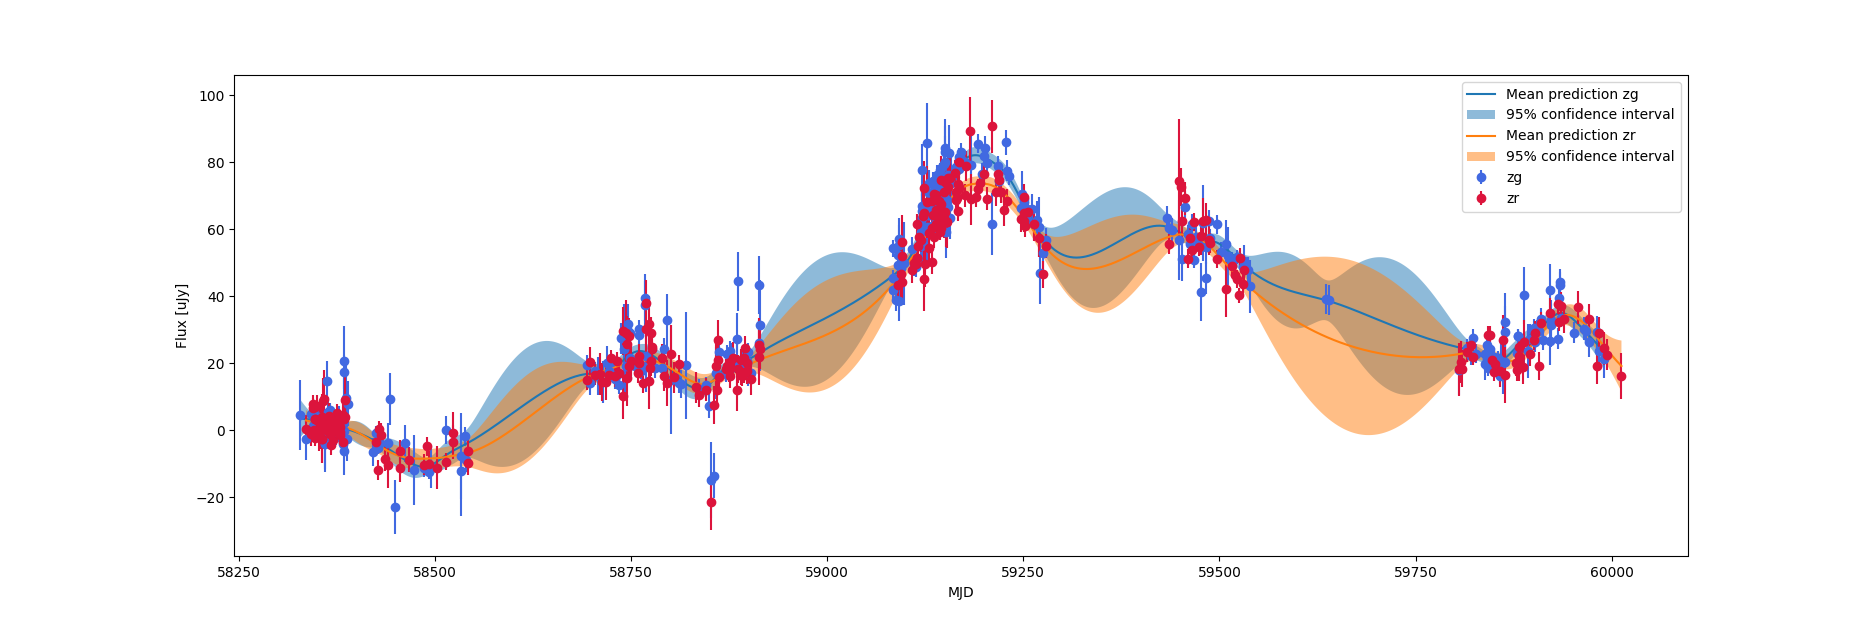 100
80
60
40
20
0
−20
Flux [uJy]
58250 58500 58750 59000 59250 59500 59750 60000
MJD
Mean prediction zg
95% confidence interval
Mean prediction zr
95% confidence interval
zg
zr